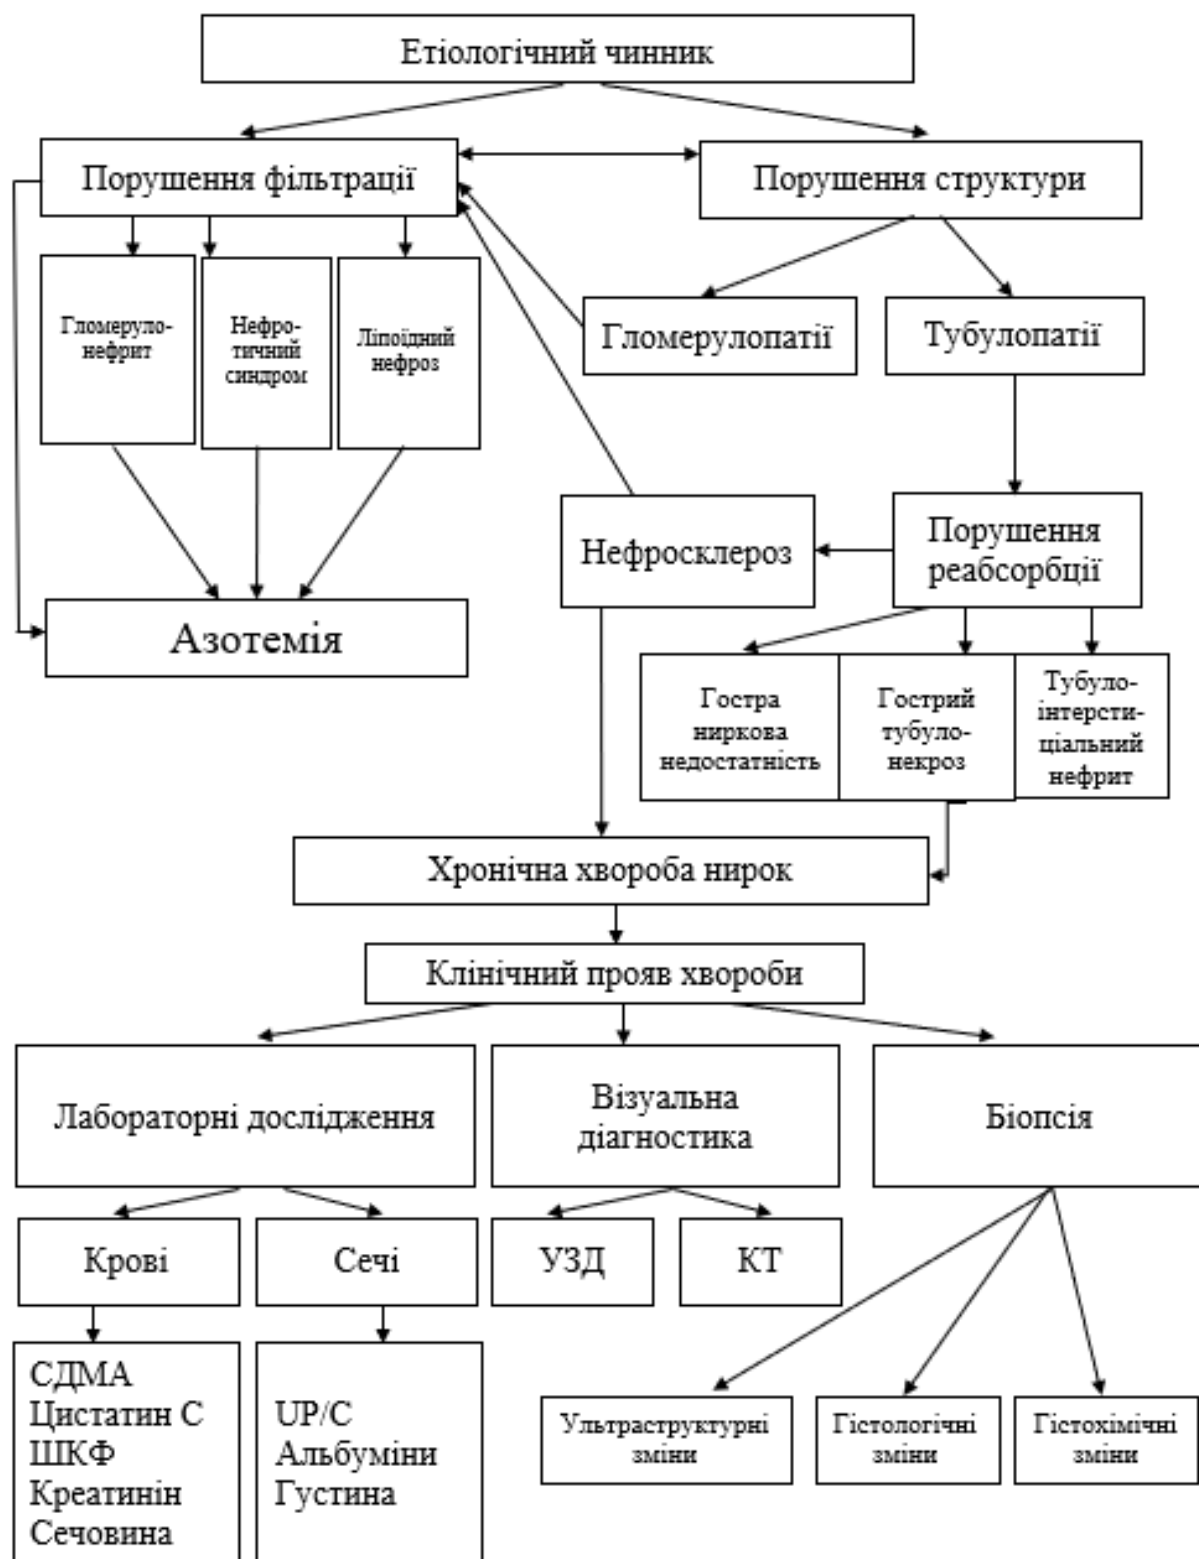 Етіологічний чинник
Порушення фільтрації
Порушення структури
Гломеруло-
нефрит
Нефро-
тичний
синдром
Ліпоїдний
нефроз
Гломерулопатії
Тубулопатії
Нефросклероз
Порушення
реабсорбції
Азотемія
Гостра
ниркова
недостатність
Гострий
тубуло-
некроз
Тубуло-
інтерсти-
ціальний
нефрит
Хронічна хвороба нирок
Клінічний прояв хвороби
Лабораторні дослідження
Візуальна
діагностика
Біопсія
Крові
Сечі
УЗД
КТ
СДМА
Цистатин С
ШКФ
Креатинін
Сечовина
UP/C
Альбуміни
Густина
Ультраструктурні
зміни
Гістологічні
зміни
Гістохімічні
зміни